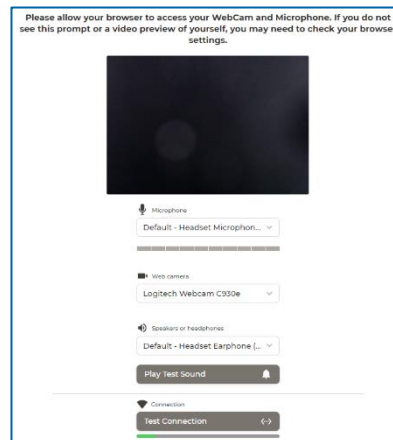 Please allow your browser to access your WebCam and Microphone. If you do not
see this prompt or a video preview of yourself, you may need to check your browse
settings.
Microphone
Default - Headset Microphon...
Web camera
Logitech Webcam C930e
Speakers or headphones
Default - Headset Earphone (...
Play Test Sound
Connection
Test Connection